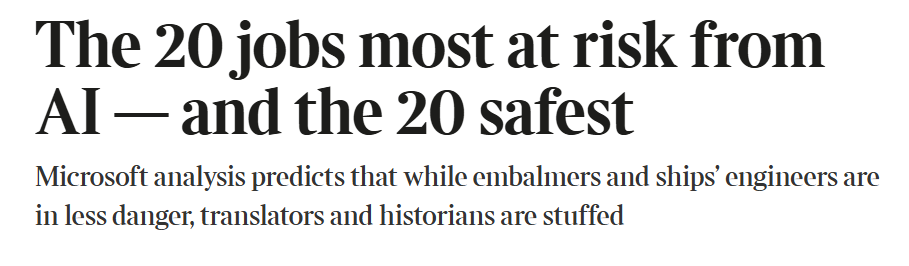 The 20 jobs most at risk from
AI — and the 20 safest
Microsoft analysis predicts that while embalmers and ships’ engineers are
in less danger, translators and historians are stuffed